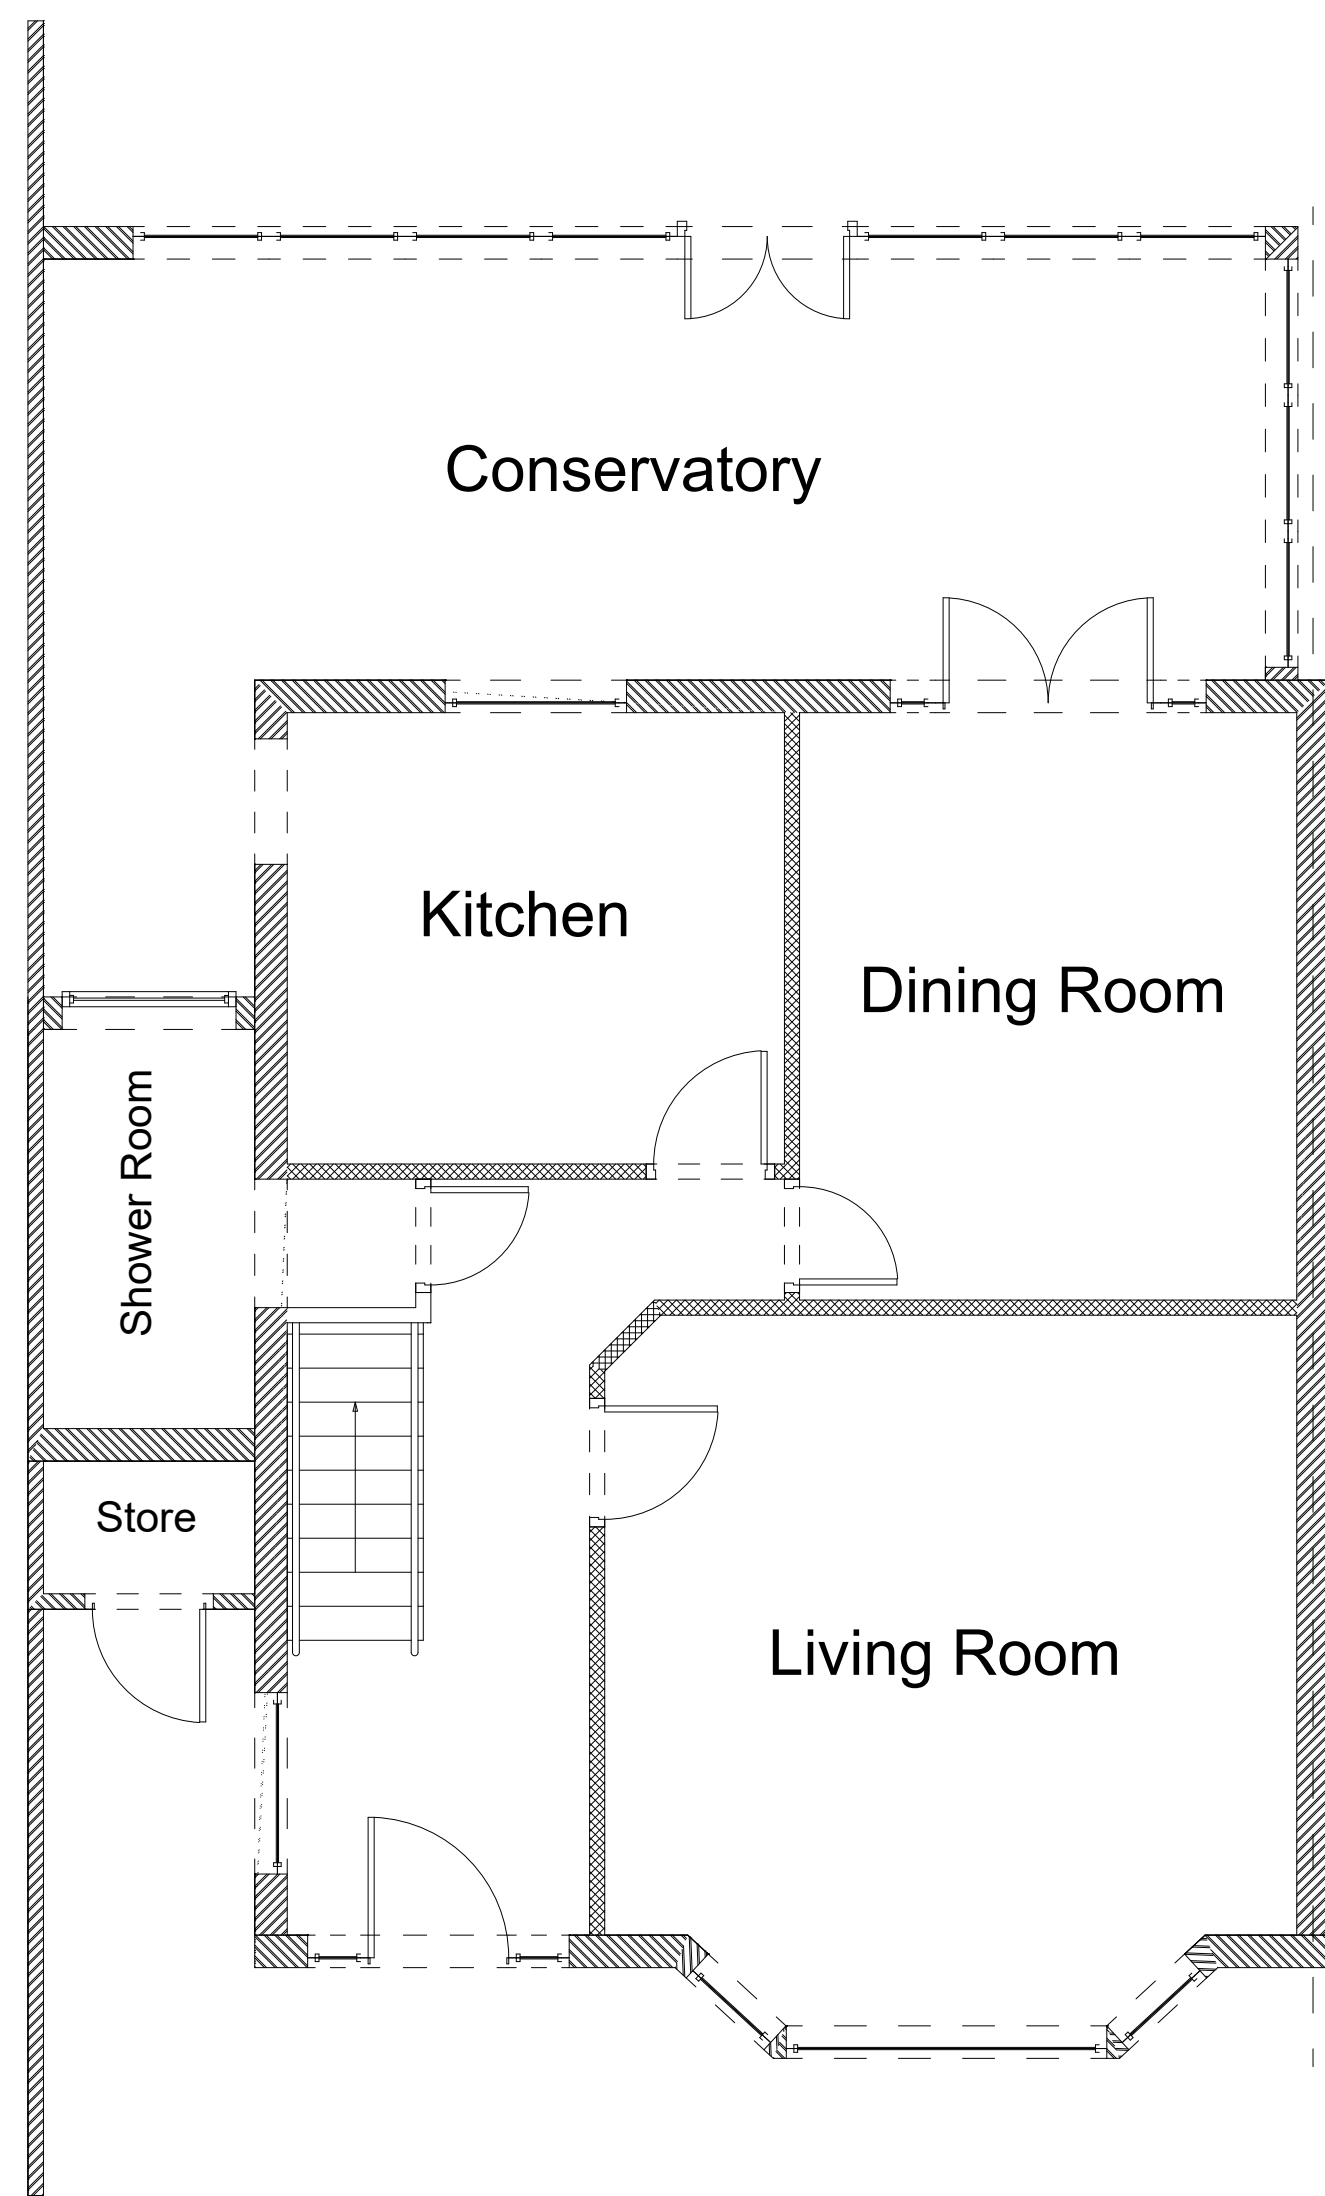 Conservatory
Kitchen
Dining Room
Shower Room
Store
Living Room